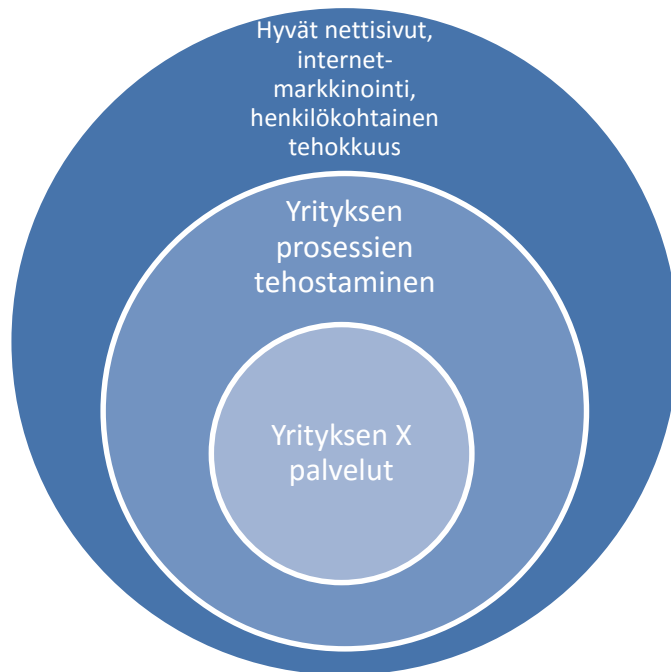 Hyvät nettisivut,
internet-
markkinointi,
henkilökohtainen
tehokkuus
Yrityksen
prosessien
tehostaminen
Yrityksen X
palvelut